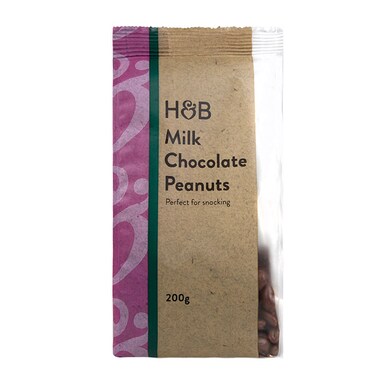 H&B
Milk
Chocolate
Peanuts
Perfect for snacking
200g